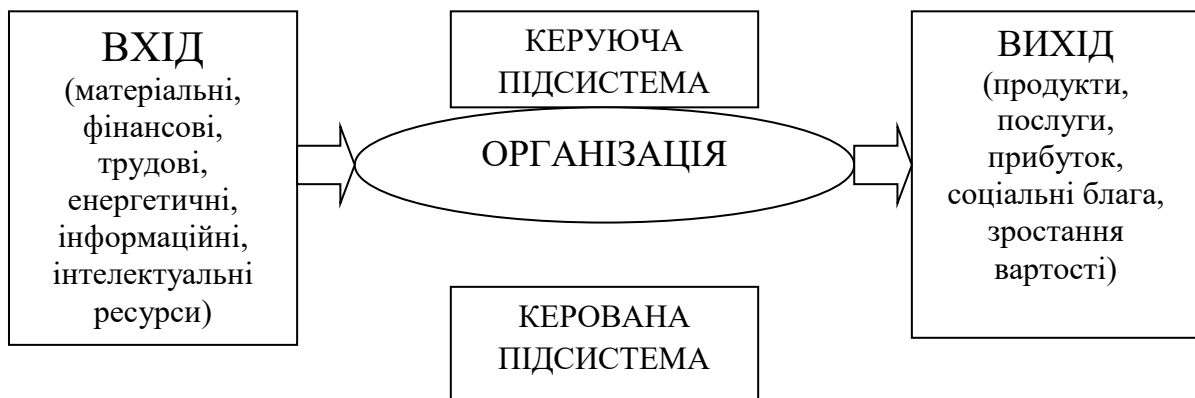 ВХІД
(матеріальні,
фінансові,
трудові,
енергетичні,
інформаційні,
інтелектуальні
ресурси)
КЕРУЮЧА
ПІДСИСТЕМА
ОРГАНІЗАЦІЯ
КЕРОВАНА
ПІДСИСТЕМА
ВИХІД
(продукти,
послуги,
прибуток,
соціальні блага,
зростання
вартості)